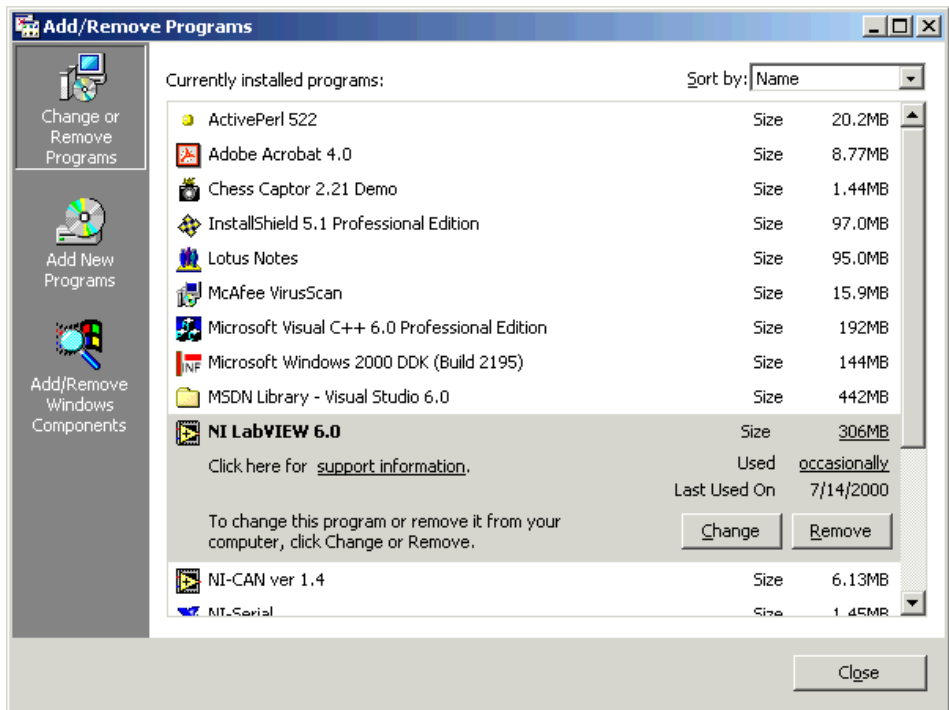 Add/Remove Programs
Change or
Remove
Programs
Add New
Programs
Add/Remove
Windows
Components
Currently installed programs:
Sort by: Name
ActivePerl 522 Size 20.2MB
Adobe Acrobat 4.0 Size 8.77MB
Chess Captor 2.21 Demo Size 1.44MB
InstallShield 5.1 Professional Edition Size 97.0MB
Lotus Notes Size 95.0MB
McAfee VirusScan Size 15.9MB
Microsoft Visual C++ 6.0 Professional Edition Size 192MB
INF Microsoft Windows 2000 DDK (Build 2195) Size 144MB
MSDN Library - Visual Studio 6.0 Size 442MB
NI LabVIEW 6.0 Size 306MB
Click here for support information. Used occasionally
Last Used On 7/14/2000
To change this program or remove it from your
computer, click Change or Remove.
Change Remove
NI-CAN ver 1.4 Size 6.13MB
NI-Serial Size 1.45MB
Close